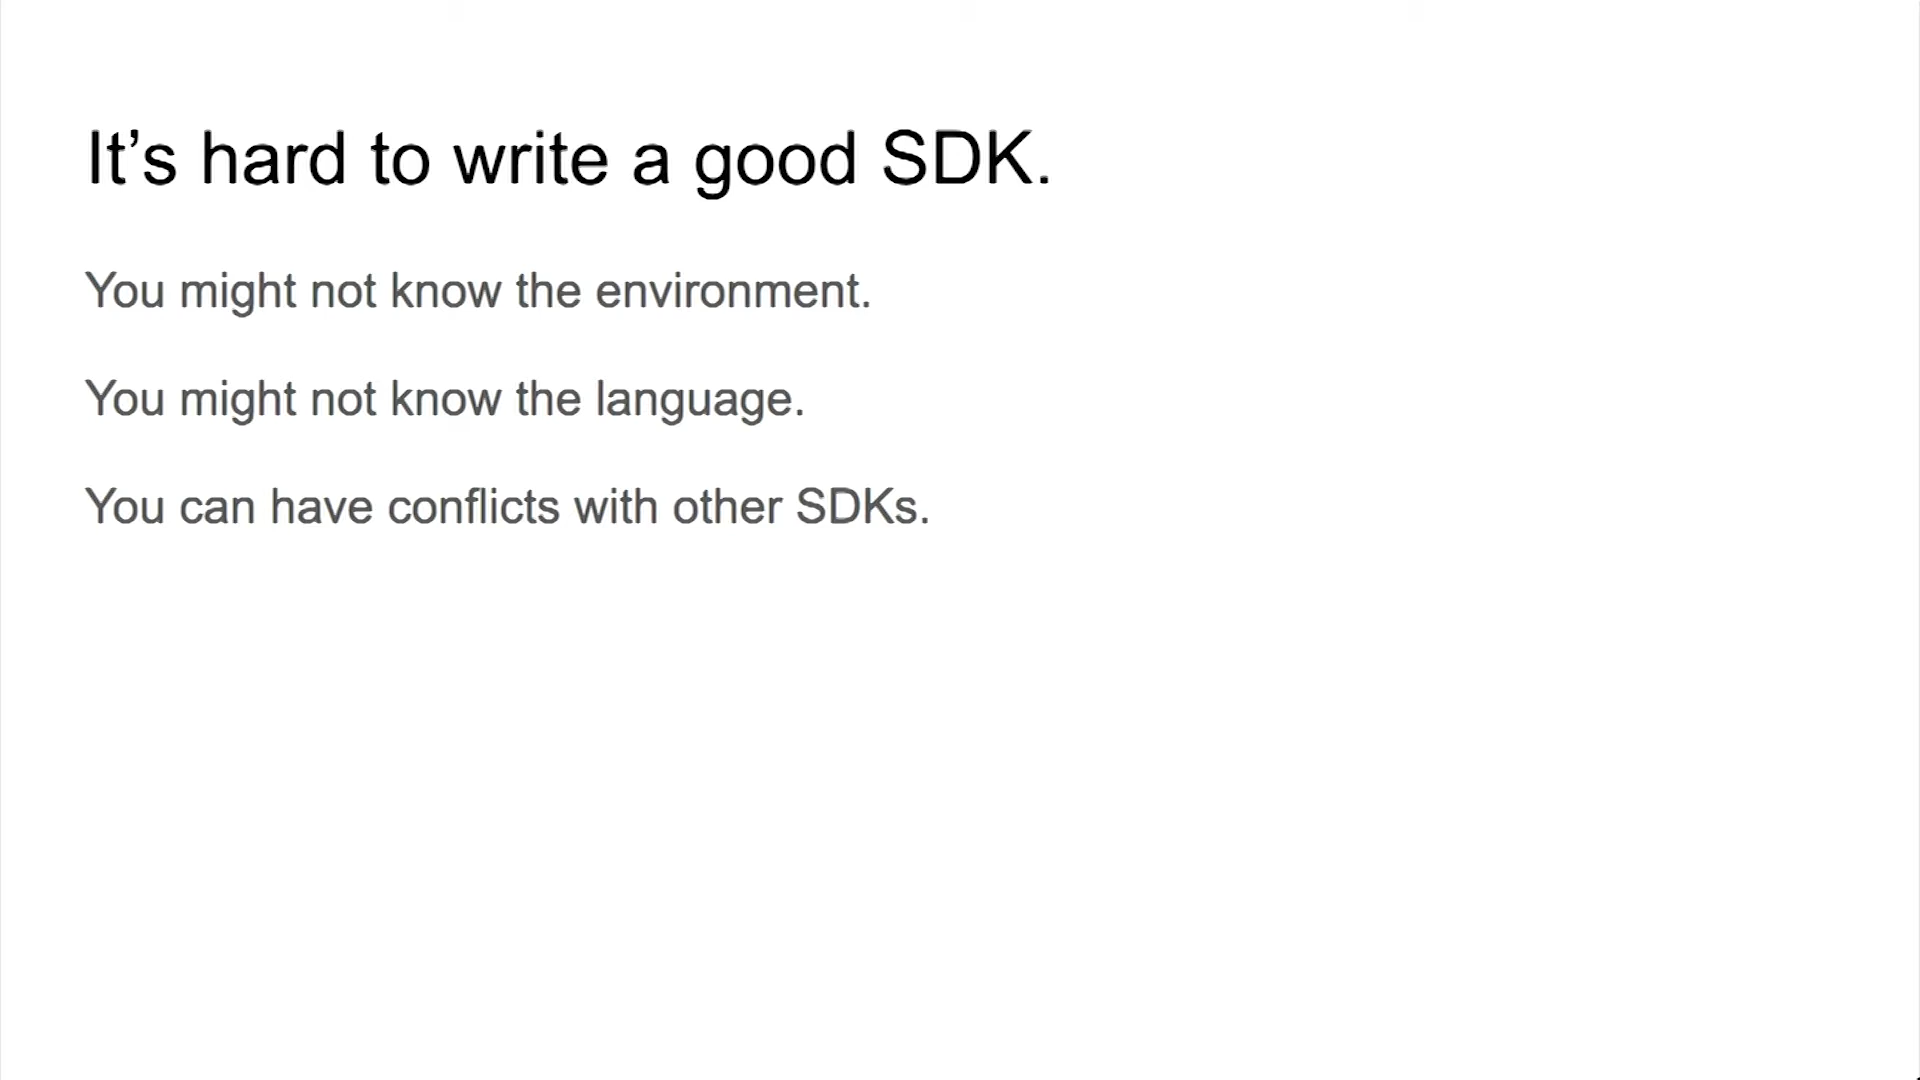 It’s hard to write a good SDK.
You might not know the environment.
You might not know the language.
You can have conflicts with other SDKs.